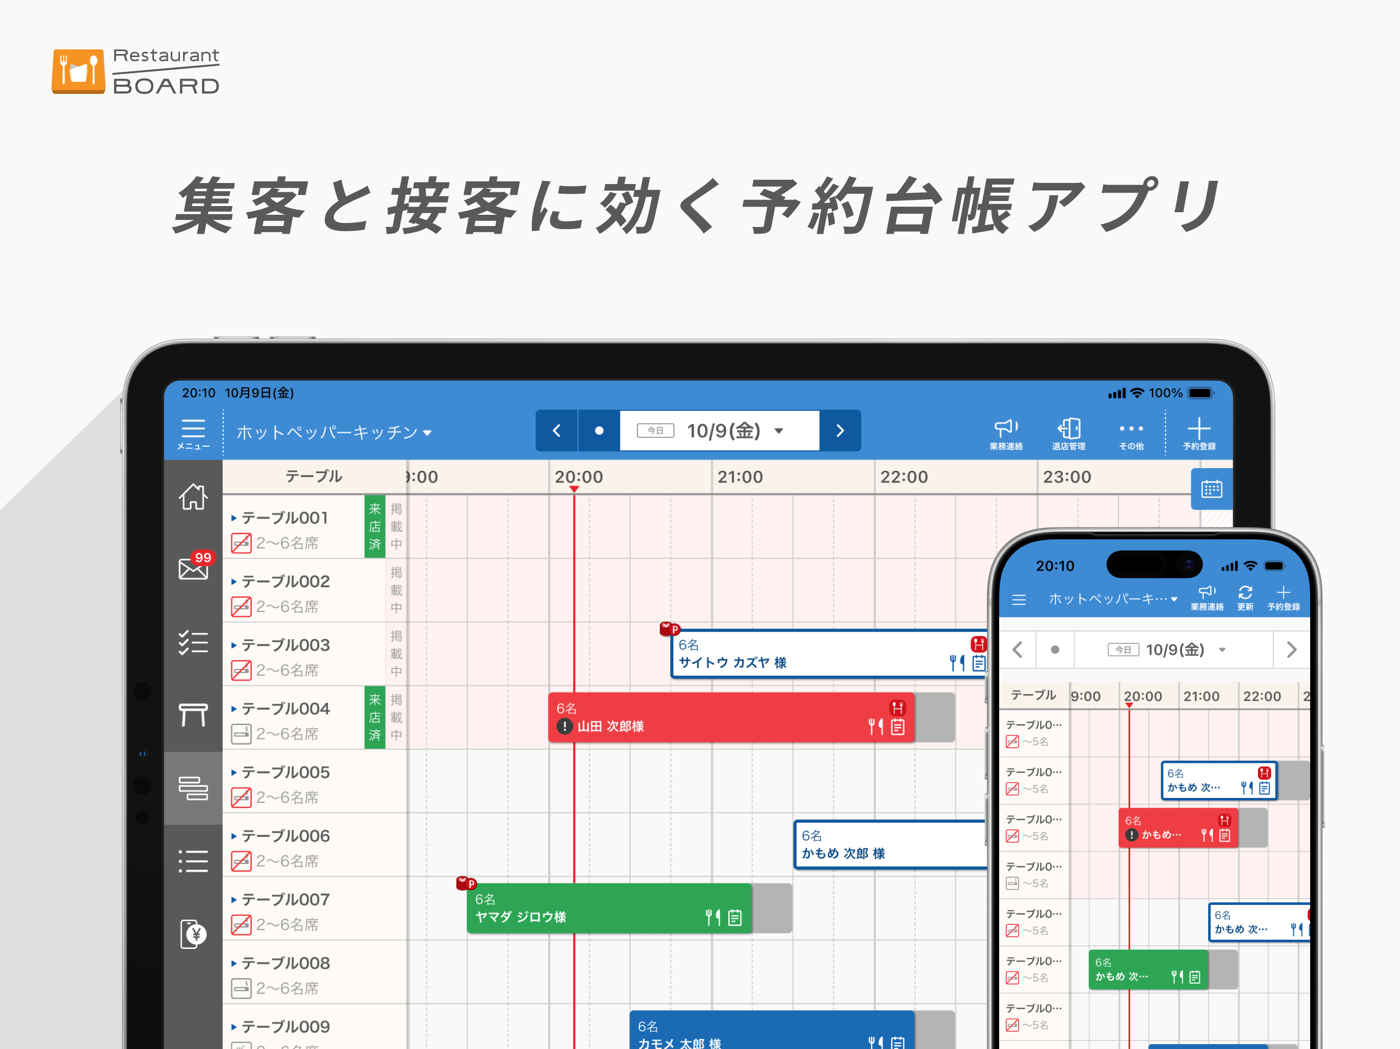 Restaurant
BOARD
集客と接客に効く予約台帳アプリ
20:10 10月9日(金)
100%
メニュー
ホットペッパーキッチン
今日 10/9(金)
業務連絡
退店管理
その他
予約登録
テーブル
9:00 20:00 21:00 22:00 23:00
99
テーブル001
2〜6名席
来店済
掲載中
テーブル002
2〜6名席
掲載中
テーブル003
2〜6名席
掲載中
P
6名
サイトウ カズヤ 様
テーブル004
2〜6名席
来店済
掲載中
6名
山田 次郎様
テーブル005
2〜6名席
テーブル006
2〜6名席
6名
かもめ 次郎 様
テーブル007
2〜6名席
P
6名
ヤマダ ジロウ様
テーブル008
2〜6名席
テーブル009
2〜6名席
6名
カモメ 太郎 様
20:10
ホットペッパーキ…
業務連絡
更新
予約登録
今日 10/9(金)
テーブル
9:00 20:00 21:00 22:00 2
テーブル0…
〜5名
テーブル0…
〜5名
6名
かもめ 次…
テーブル0…
〜5名
6名
かもめ…
テーブル0…
〜5名
テーブル0…
〜5名
6名
かもめ 次…
テーブル0…
〜5名
6名
かもめ 次…
テーブル0…
〜5名